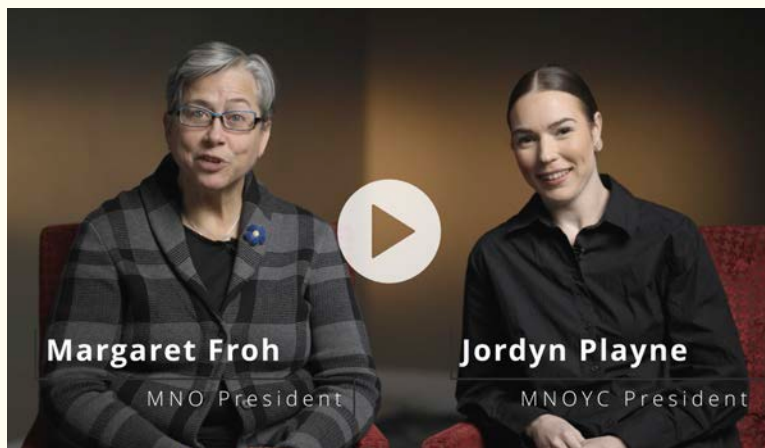 Margaret Froh
MNO President
Jordyn Playne
MNOYC President